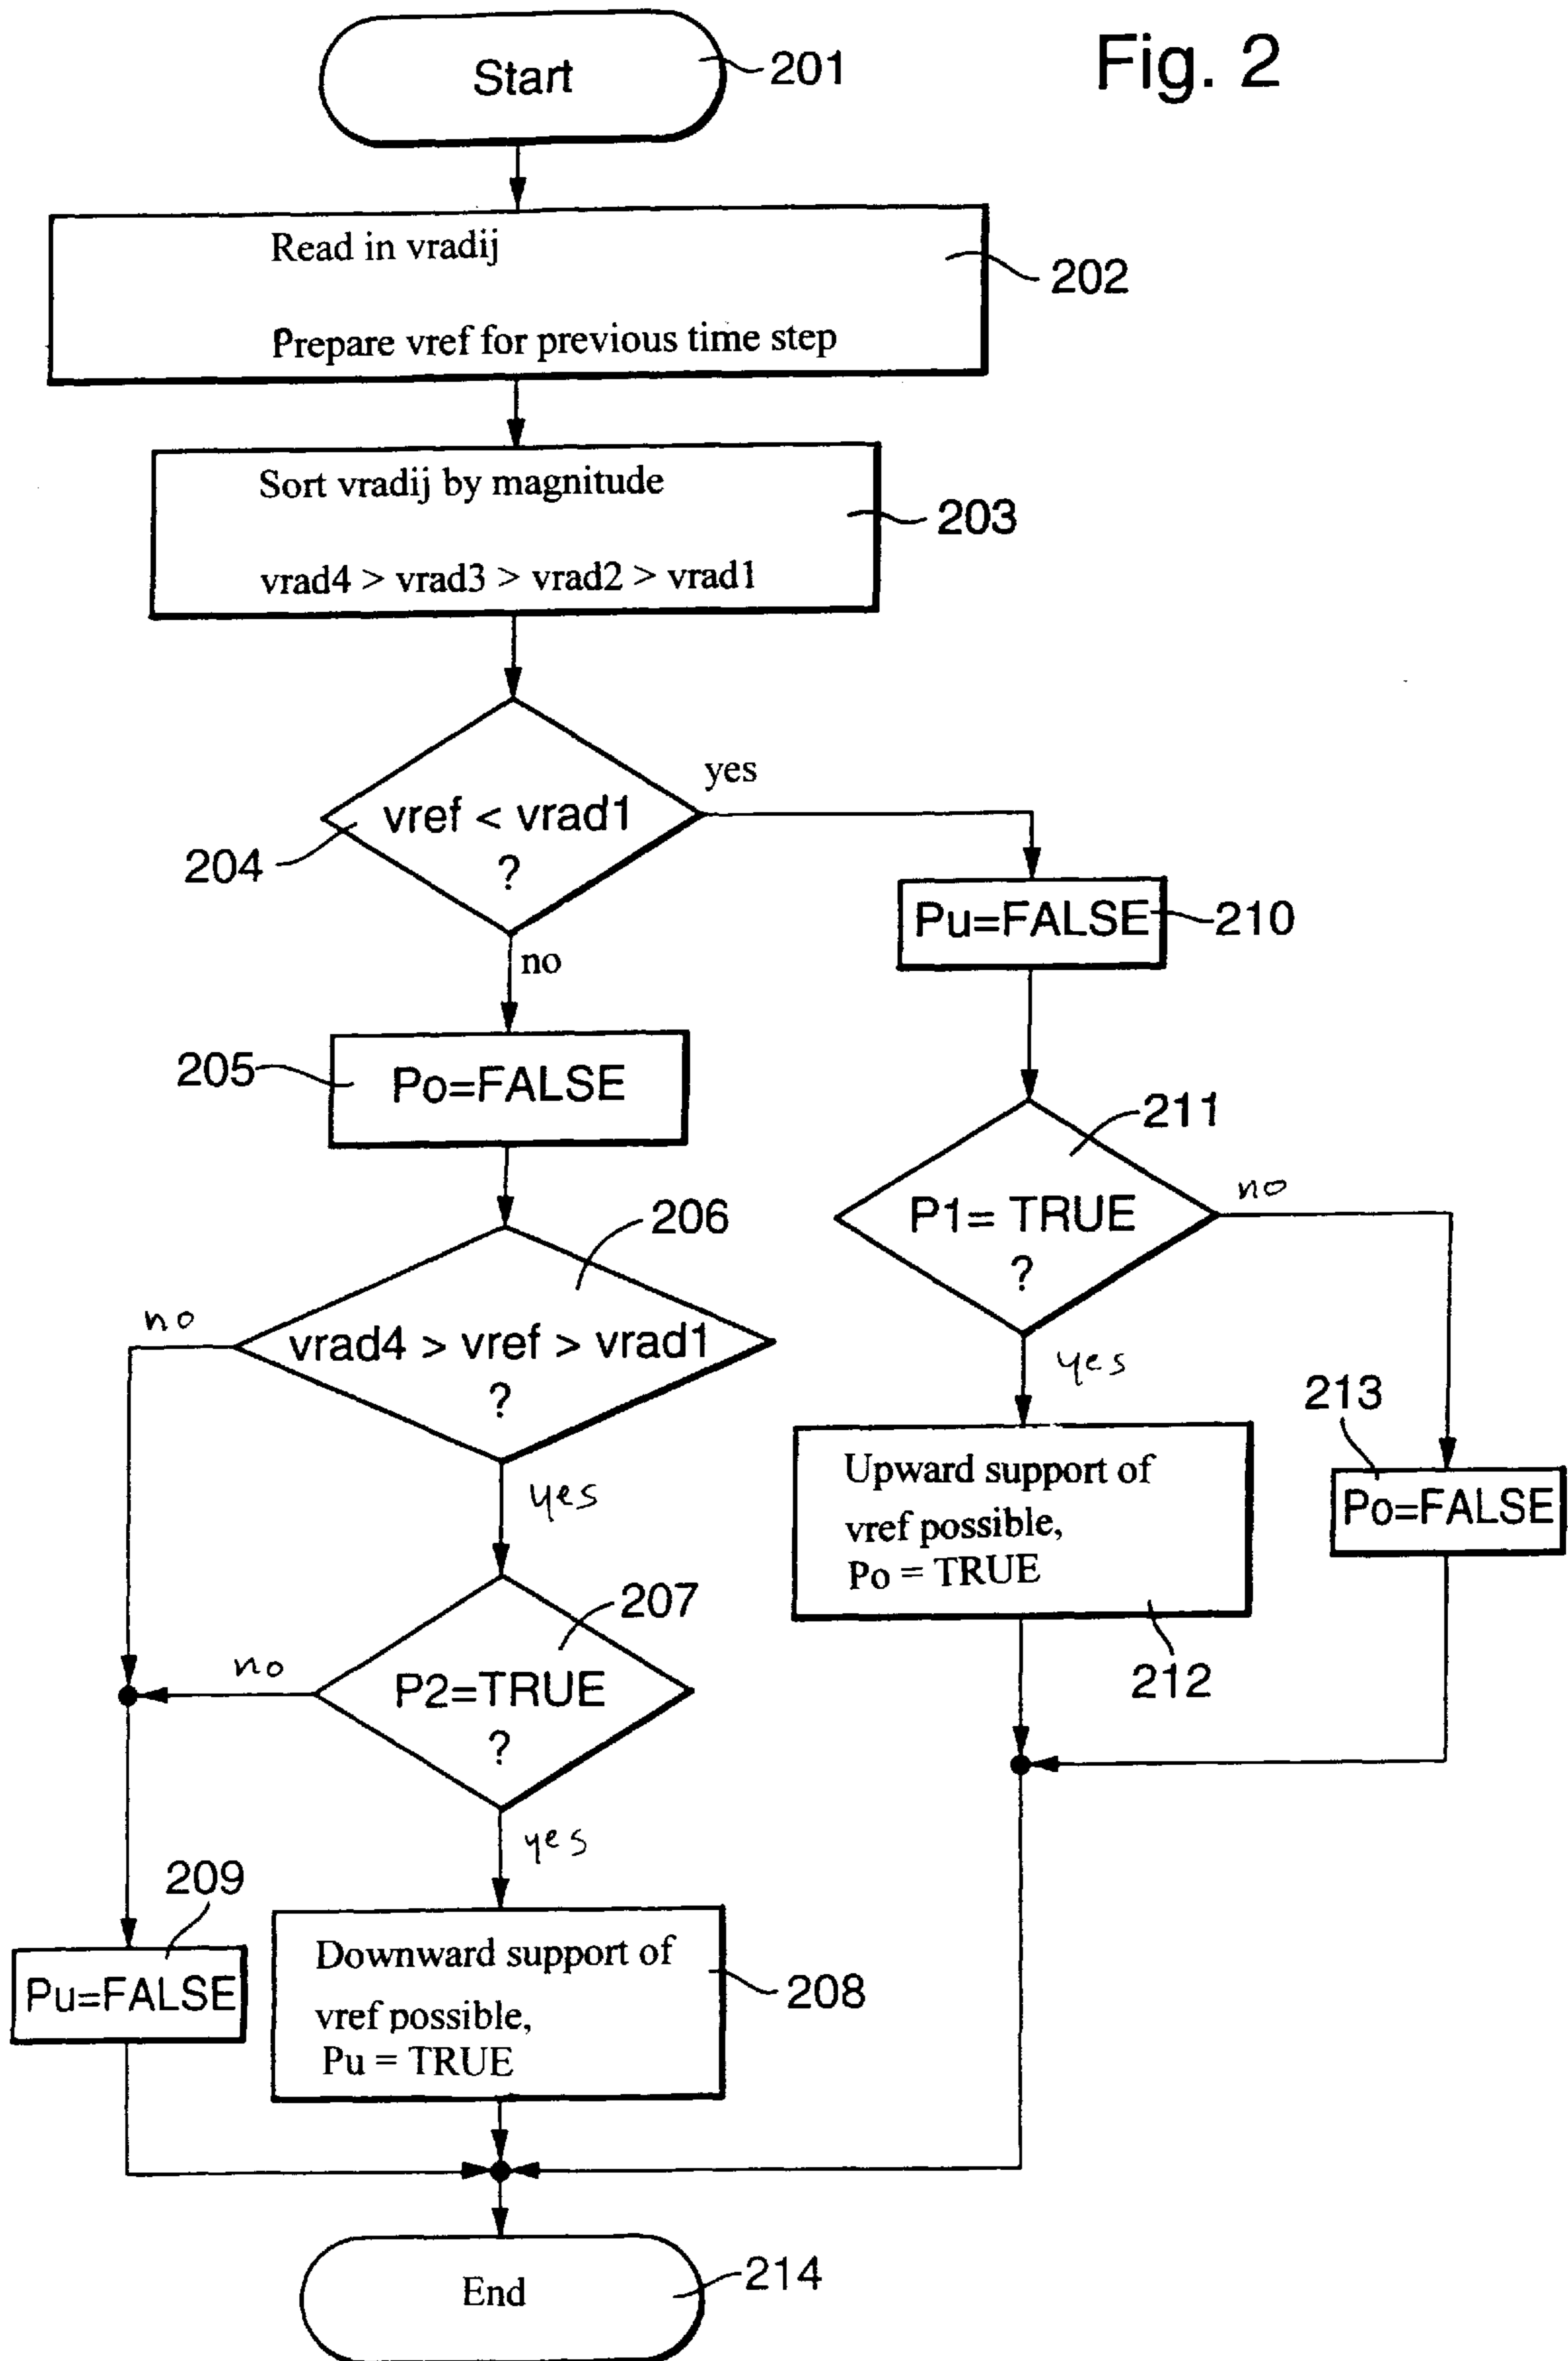 Fig. 2
Start
201
Read in vradij
202
Prepare vref for previous time step
Sort vradij by magnitude
203
vrad4 > vrad3 > vrad2 > vrad1
yes
vref < vrad1
?
204
Pu=FALSE
210
no
Po=FALSE
205
211
P1= TRUE
?
no
206
no
vrad4 > vref > vrad1
?
yes
213
Upward support of
vref possible,
Po = TRUE
Po=FALSE
yes
207
212
no
P2=TRUE
?
yes
209
Downward support of
vref possible,
Pu = TRUE
208
Pu=FALSE
End
214